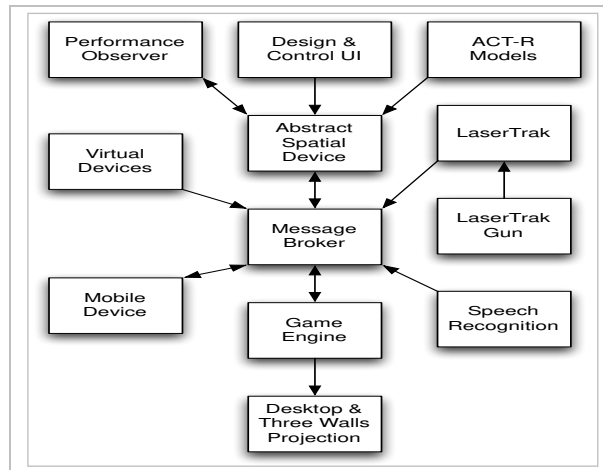 Performance
Observer
Design &
Control UI
ACT-R
Models
Abstract
Spatial
Device
LaserTrak
Virtual
Devices
Message
Broker
LaserTrak
Gun
Mobile
Device
Game
Engine
Speech
Recognition
Desktop &
Three Walls
Projection